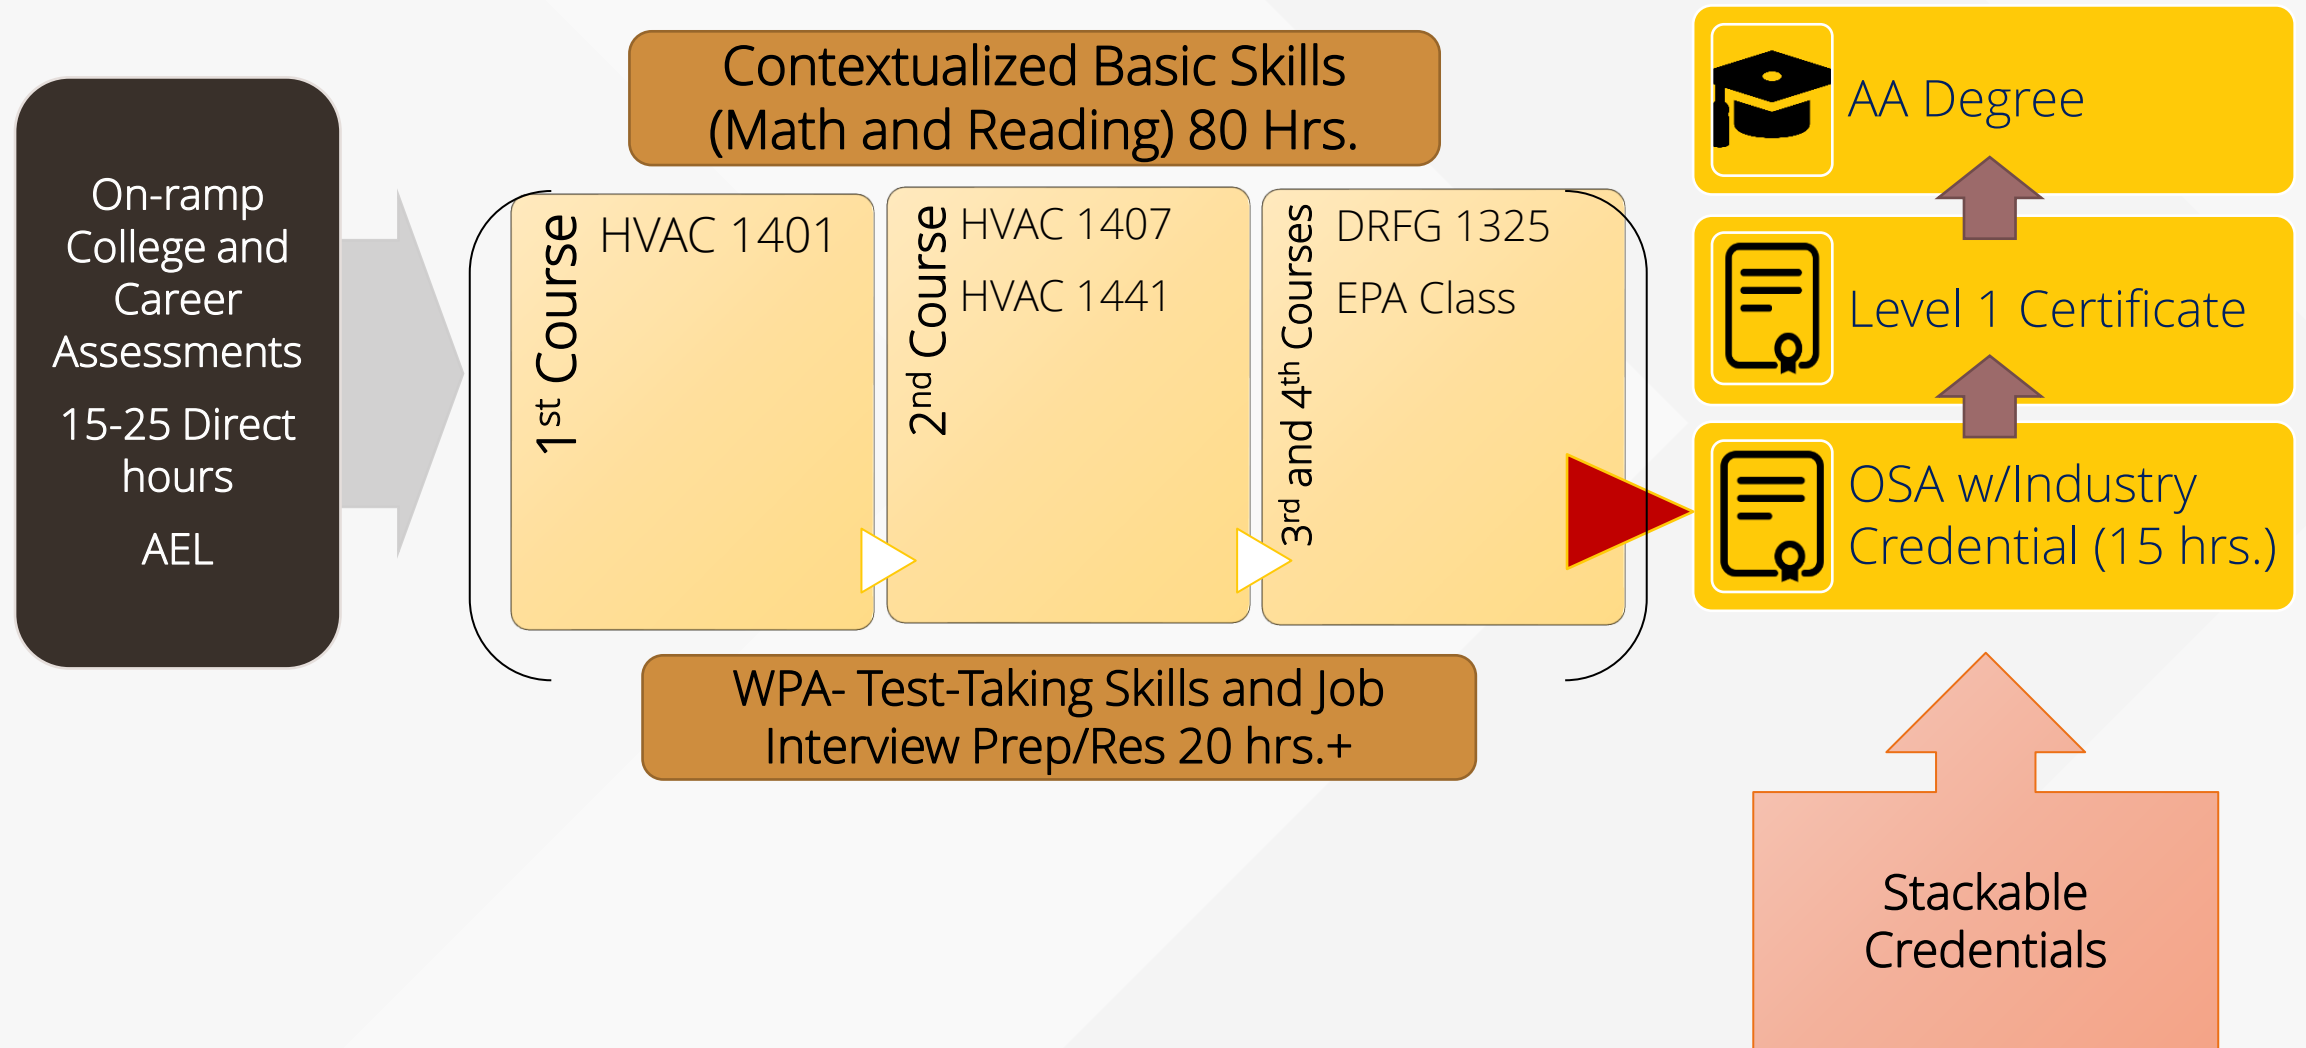 On-ramp
College and
Career
Assessments
15-25 Direct
hours
AEL
Contextualized Basic Skills
(Math and Reading) 80 Hrs.
1st Course
HVAC 1401
2nd Course
HVAC 1407
HVAC 1441
3rd and 4th Courses
DRFG 1325
EPA Class
WPA- Test-Taking Skills and Job
Interview Prep/Res 20 hrs.+
AA Degree
Level 1 Certificate
OSA w/Industry
Credential (15 hrs.)
Stackable
Credentials